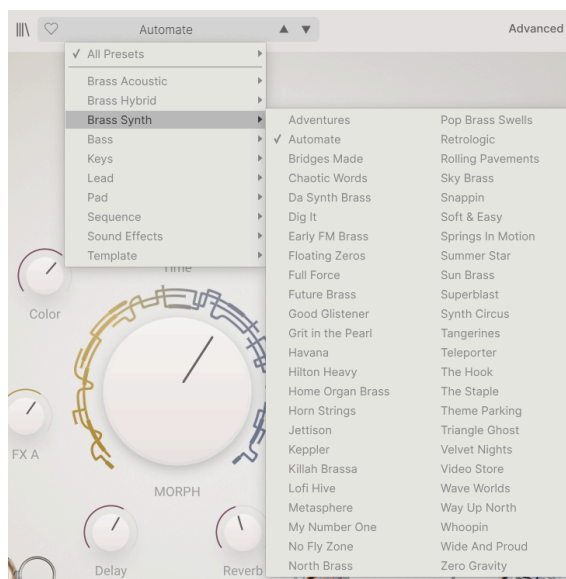 Automate
Advanced
All Presets
Brass Acoustic
Brass Hybrid
Brass Synth
Bass
Keys
Lead
Pad
Sequence
Sound Effects
Template
Adventures
Automate
Bridges Made
Chaotic Words
Da Synth Brass
Dig It
Early FM Brass
Floating Zeros
Full Force
Future Brass
Good Glistener
Grit in the Pearl
Havana
Hilton Heavy
Home Organ Brass
Horn Strings
Jettison
Keppler
Killah Brassa
Lofi Hive
Metasphere
My Number One
No Fly Zone
North Brass
Pop Brass Swells
Retrologic
Rolling Pavements
Sky Brass
Snappin
Soft & Easy
Springs In Motion
Summer Star
Sun Brass
Superblast
Synth Circus
Tangerines
Teleporter
The Hook
The Staple
Theme Parking
Triangle Ghost
Velvet Nights
Video Store
Wave Worlds
Way Up North
Whoopin
Wide And Proud
Zero Gravity
Time
Color
FX A
MORPH
Delay
Reverb